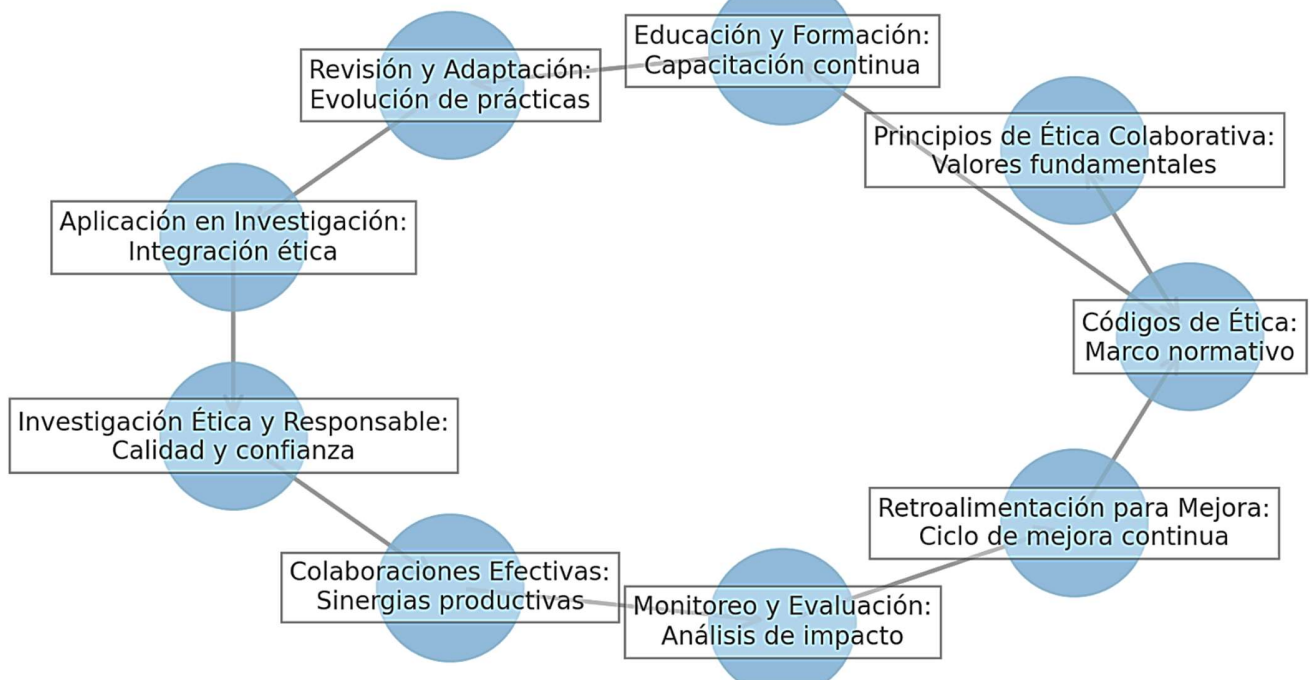 Educación y Formación:
Capacitación continua
Revisión y Adaptación:
Evolución de prácticas
Principios de Ética Colaborativa:
Valores fundamentales
Aplicación en Investigación:
Integración ética
Códigos de Ética:
Marco normativo
Investigación Ética y Responsable:
Calidad y confianza
Retroalimentación para Mejora:
Ciclo de mejora continua
Colaboraciones Efectivas:
Sinergias productivas
Monitoreo y Evaluación:
Análisis de impacto